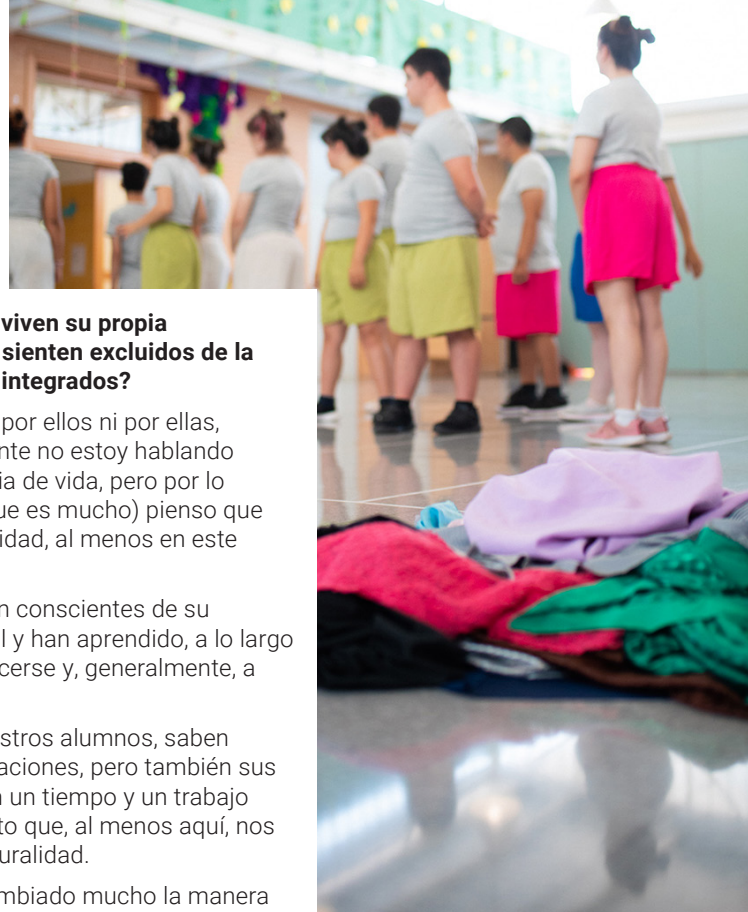 viven su propia
sienten excluidos de la
integrados?
por ellos ni por ellas,
nte no estoy hablando
ia de vida, pero por lo
ue es mucho) pienso que
idad, al menos en este
n conscientes de su
l y han aprendido, a lo largo
cerse y, generalmente, a
stros alumnos, saben
aciones, pero también sus
n un tiempo y un trabajo
to que, al menos aquí, nos
uralidad.
mbiado mucho la manera